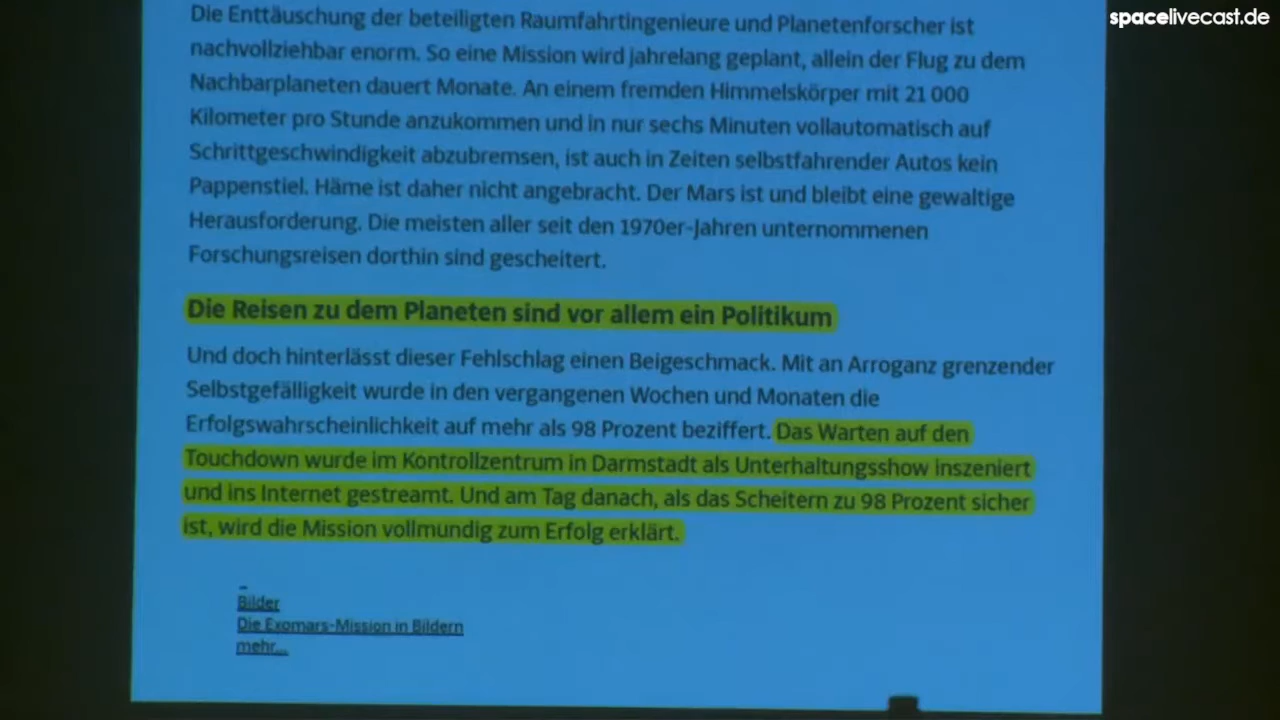 spacelivecast.de
Die Enttäuschung der beteiligten Raumfahrtingenieure und Planetenforscher ist
nachvollziehbar enorm. So eine Mission wird jahrelang geplant, allein der Flug zu dem
Nachbarplaneten dauert Monate. An einem fremden Himmelskörper mit 21 000
Kilometer pro Stunde anzukommen und in nur sechs Minuten vollautomatisch auf
Schrittgeschwindigkeit abzubremsen, ist auch in Zeiten selbstfahrender Autos kein
Pappenstiel. Häme ist daher nicht angebracht. Der Mars ist und bleibt eine gewaltige
Herausforderung. Die meisten aller seit den 1970er-Jahren unternommenen
Forschungsreisen dorthin sind gescheitert.
Die Reisen zu dem Planeten sind vor allem ein Politikum
Und doch hinterlässt dieser Fehlschlag einen Beigeschmack. Mit an Arroganz grenzender
Selbstgefälligkeit wurde in den vergangenen Wochen und Monaten die
Erfolgswahrscheinlichkeit auf mehr als 98 Prozent beziffert. Das Warten auf den
Touchdown wurde im Kontrollzentrum in Darmstadt als Unterhaltungsshow inszeniert
und ins Internet gestreamt. Und am Tag danach, als das Scheitern zu 98 Prozent sicher
ist, wird die Mission vollmundig zum Erfolg erklärt.
Bilder
Die Exomars-Mission in Bildern
mehr...